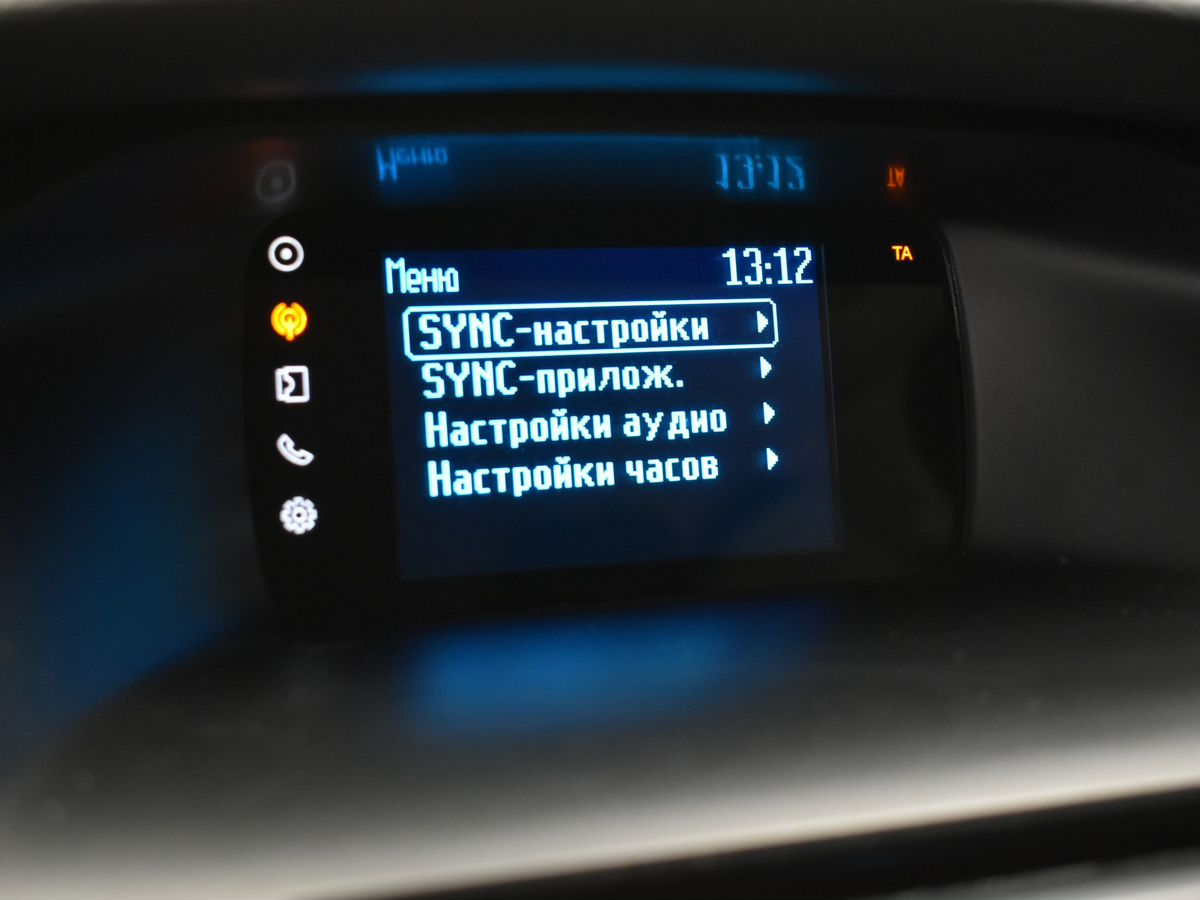 Меню 13:12 TA
SYNC-настройки
SYNC-прилож.
Настройки аудио
Настройки часов